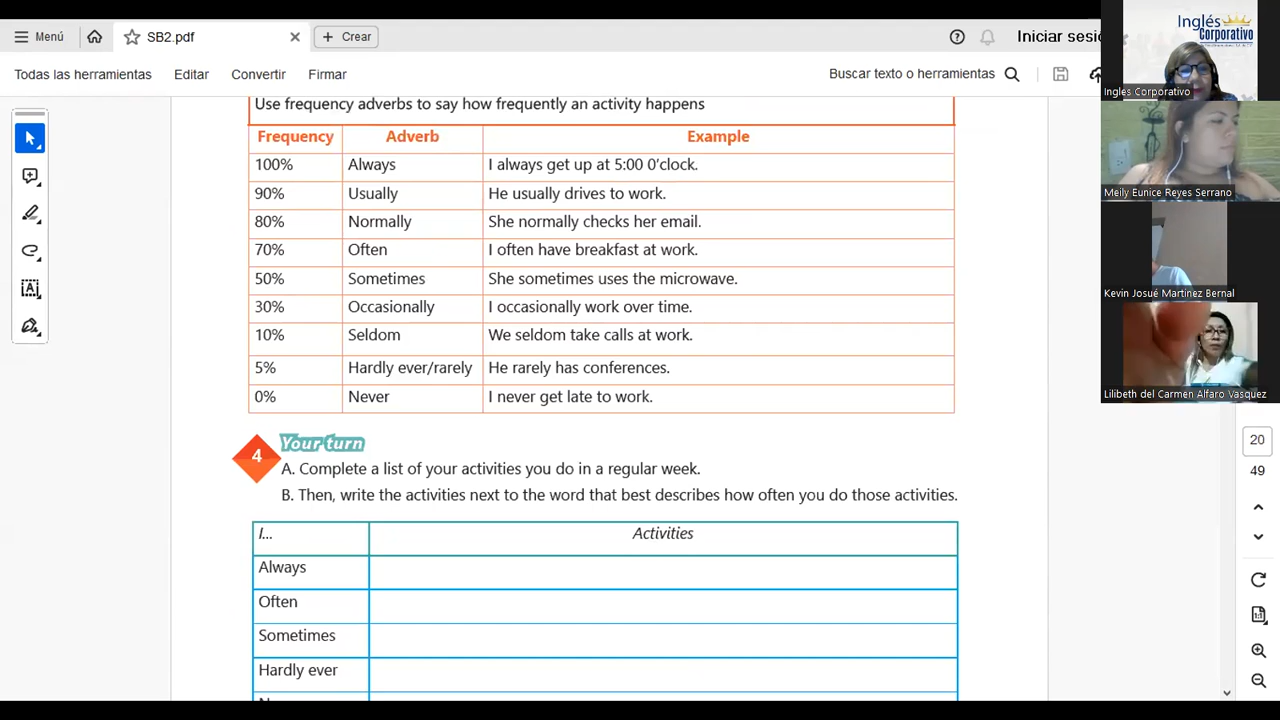 Menú
SB2.pdf
Crear
Iniciar sesió
Todas las herramientas
Editar
Convertir
Firmar
Buscar texto o herramientas
Use frequency adverbs to say how frequently an activity happens
Frequency Adverb Example
100% Always I always get up at 5:00 0'clock.
90% Usually He usually drives to work.
80% Normally She normally checks her email.
70% Often I often have breakfast at work.
50% Sometimes She sometimes uses the microwave.
30% Occasionally I occasionally work over time.
10% Seldom We seldom take calls at work.
5% Hardly ever/rarely He rarely has conferences.
0% Never I never get late to work.
4 Your turn
A. Complete a list of your activities you do in a regular week.
B. Then, write the activities next to the word that best describes how often you do those activities.
I... Activities
Always
Often
Sometimes
Hardly ever
20
49
Inglés
Corporativo
Ingles Corporativo
Meily Eunice Reyes Serrano
Kevin Josué Martinez Bernal
Lilibeth del Carmen Alfaro Vasquez